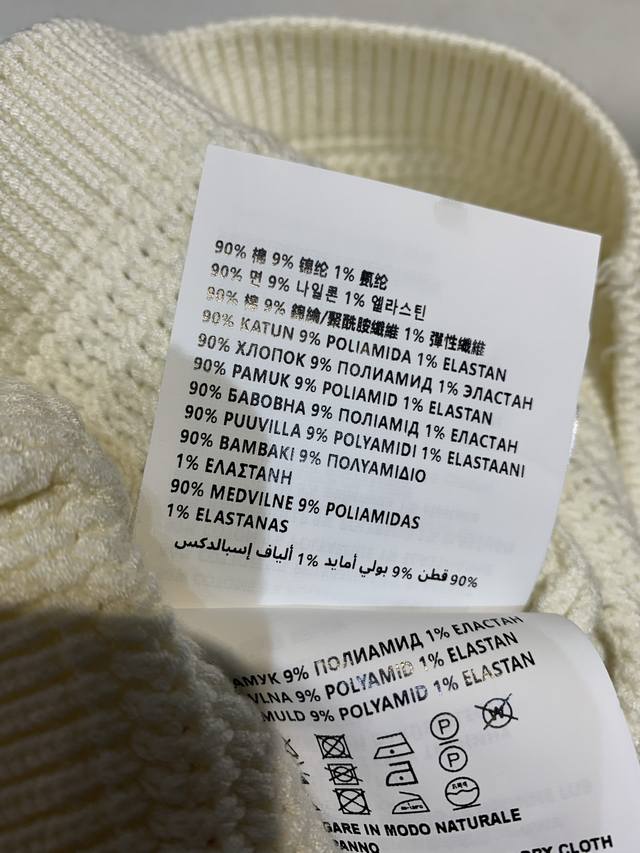 90% 棉 9% 锦纶 1% 氨纶
90% 면 9% 나일론 1% 엘라스틴
90% 棉 9% 錦綸/聚酰胺纖維 1% 彈性纖維
90% KATUN 9% POLIAMIDA 1% ELASTAN
90% ХЛОПОК 9% ПОЛИАМИД 1% ЭЛАСТАН
90% PAMUK 9% POLIAMID 1% ELASTAN
90% БАВОВНА 9% ПОЛІАМІД 1% ЕЛАСТАН
90% PUUVILLA 9% POLYAMIDI 1% ELASTAANI
90% ΒΑΜΒΑΚΙ 9% ΠΟΛΥΑΜΙΔΙΟ
1% ΕΛΑΣΤΑΝΗ
90% MEDVILNE 9% POLIAMIDAS
1% ELASTANAS
90% قطن 9% بولي أمايد 1% ألياف إسبالدكس
АМУК 9% ПОЛИАМИД 1% ЕЛАСТАН
VLNA 9% POLYAMID 1% ELASTAN
MULD 9% POLYAMID 1% ELASTAN
P
W
P
GARE IN MODO NATURALE
PANNO
DRY CLOTH